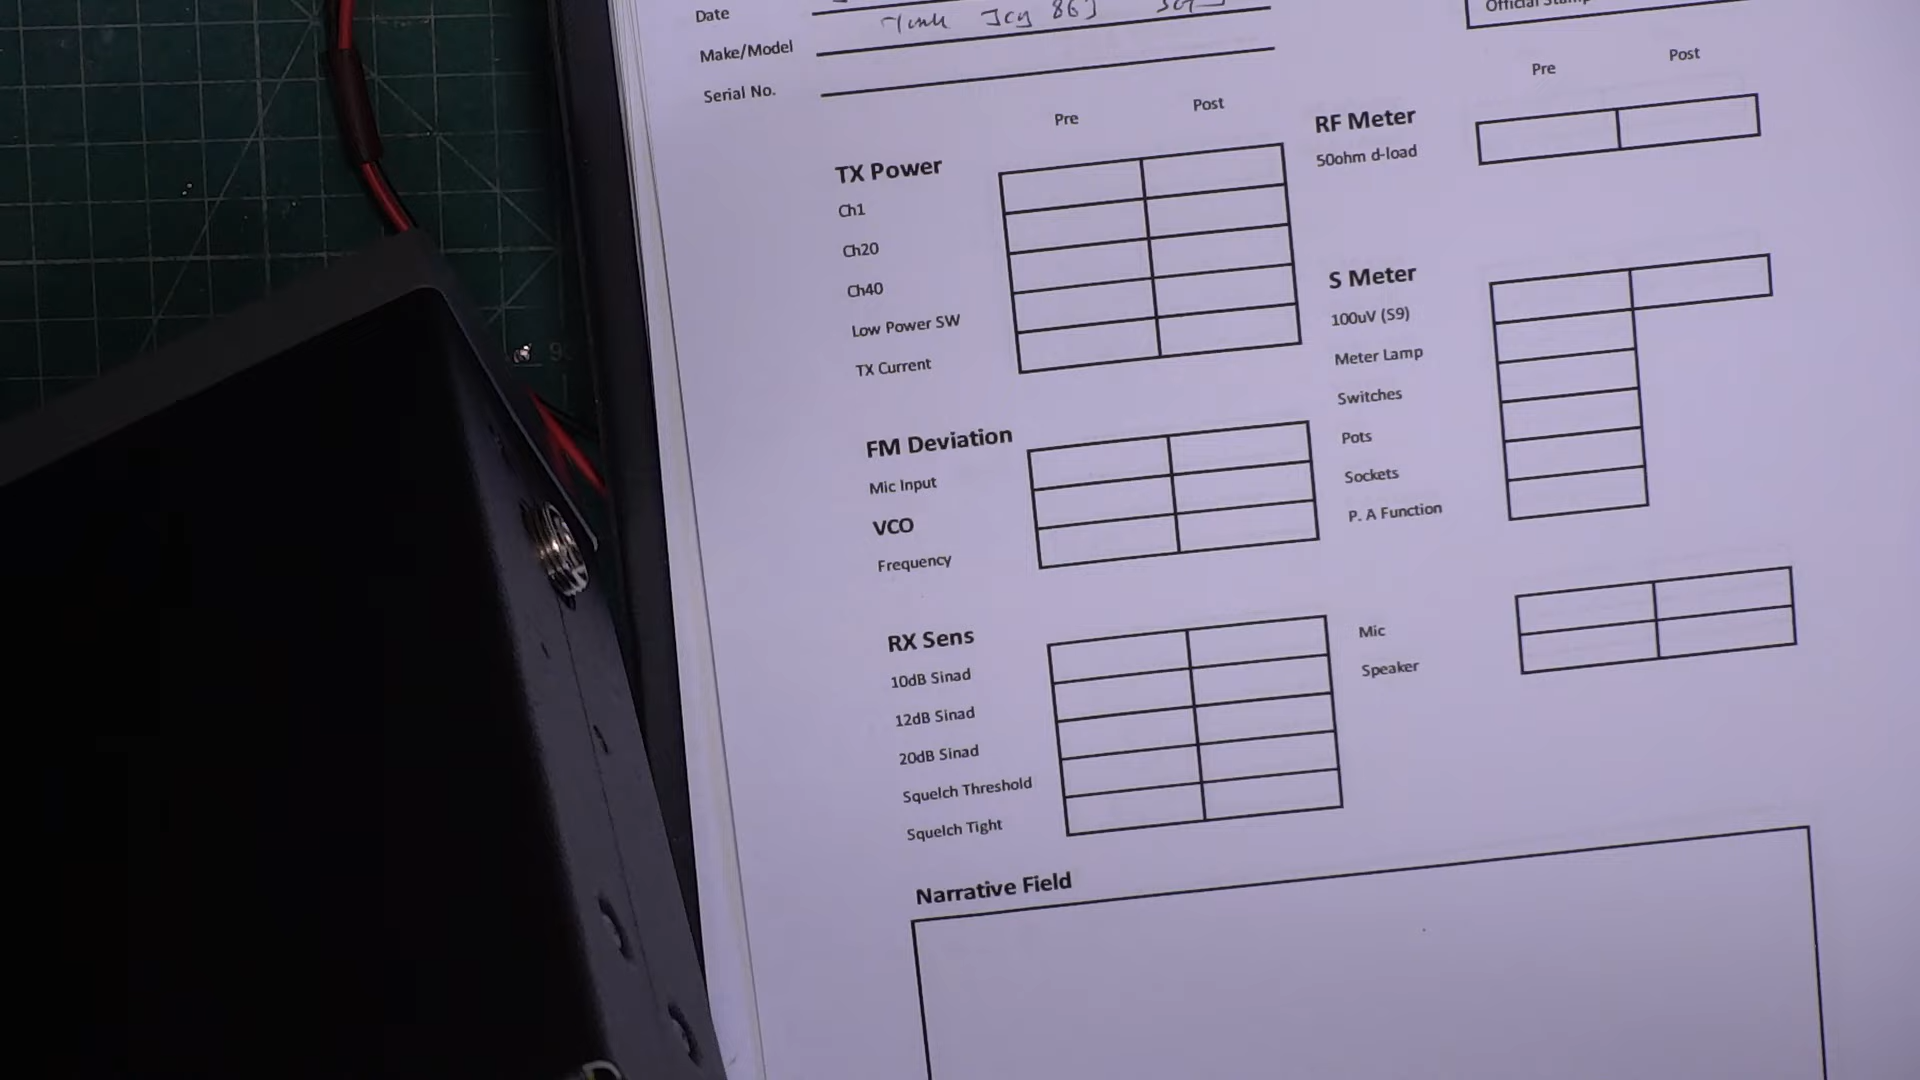 Date
Official Stamp
Make/Model Jcy 863
Serial No.
Pre Post
TX Power
Ch1
Ch20
Ch40
Low Power SW
TX Current
FM Deviation
Mic Input
VCO
Frequency
RX Sens
10dB Sinad
12dB Sinad
20dB Sinad
Squelch Threshold
Squelch Tight
Pre Post
RF Meter
50ohm d-load
S Meter
100uV (S9)
Meter Lamp
Switches
Pots
Sockets
P. A Function
Mic
Speaker
Narrative Field